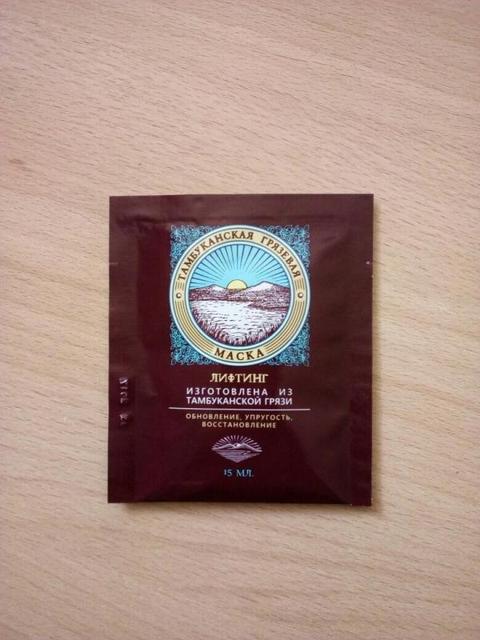 ТАМБУКАНСКАЯ ГРЯЗЕВАЯ
МАСКА
ЛИФТИНГ
ИЗГОТОВЛЕНА ИЗ
ТАМБУКАНСКОЙ ГРЯЗИ
ОБНОВЛЕНИЕ, УПРУГОСТЬ,
ВОССТАНОВЛЕНИЕ
15 МЛ.